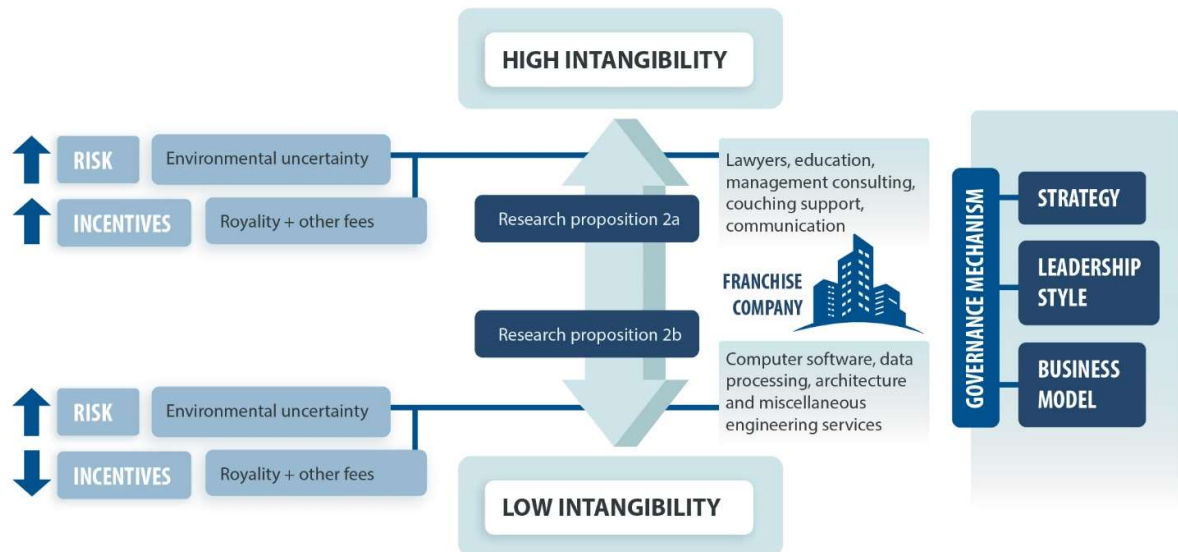 HIGH INTANGIBILITY
RISK
Environmental uncertainty
INCENTIVES
Royality + other fees
Research proposition 2a
Lawyers, education,
management consulting,
couching support,
communication
FRANCHISE
COMPANY
Research proposition 2b
RISK
Environmental uncertainty
INCENTIVES
Royality + other fees
Computer software, data
processing, architecture
and miscellaneous
engineering services
LOW INTANGIBILITY
GOVERNANCE MECHANISM
STRATEGY
LEADERSHIP
STYLE
BUSINESS
MODEL